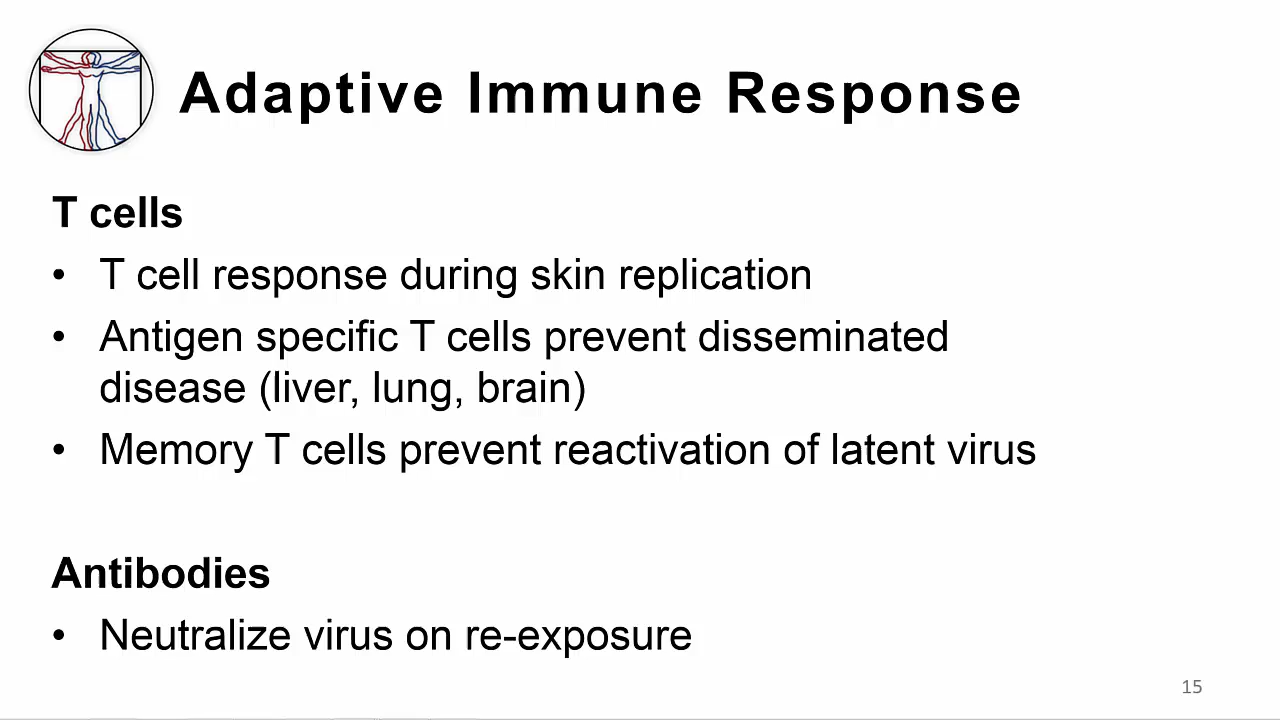 Adaptive Immune Response
T cells
• T cell response during skin replication
• Antigen specific T cells prevent disseminated
disease (liver, lung, brain)
• Memory T cells prevent reactivation of latent virus
Antibodies
• Neutralize virus on re-exposure
15